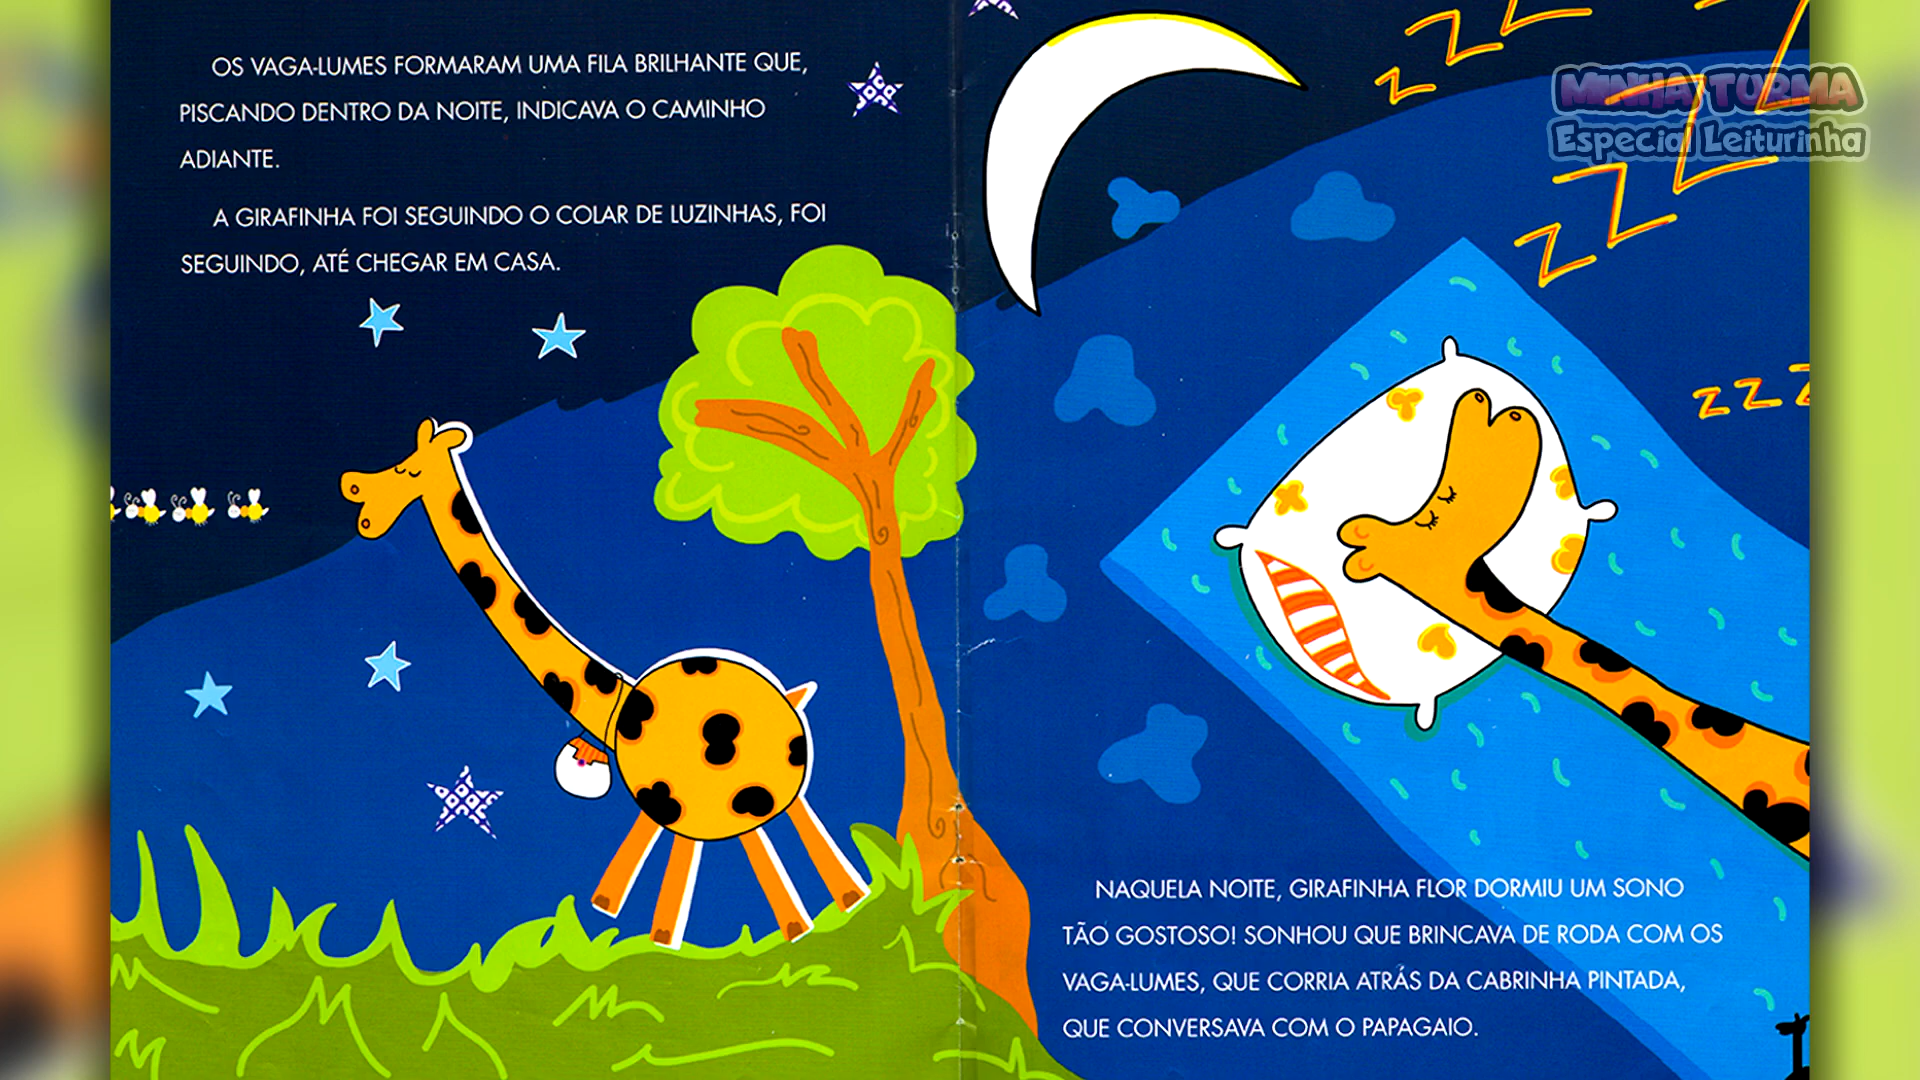 OS VAGA-LUMES FORMARAM UMA FILA BRILHANTE QUE,
PISCANDO DENTRO DA NOITE, INDICAVA O CAMINHO
ADIANTE.
A GIRAFINHA FOI SEGUINDO O COLAR DE LUZINHAS, FOI
SEGUINDO, ATÉ CHEGAR EM CASA.
MINHA TURMA
Especial Leiturinha
Z Z Z
Z Z Z Z
Z Z Z
NAQUELA NOITE, GIRAFINHA FLOR DORMIU UM SONO
TÃO GOSTOSO! SONHOU QUE BRINCAVA DE RODA COM OS
VAGA-LUMES, QUE CORRIA ATRÁS DA CABRINHA PINTADA,
QUE CONVERSAVA COM O PAPAGAIO.